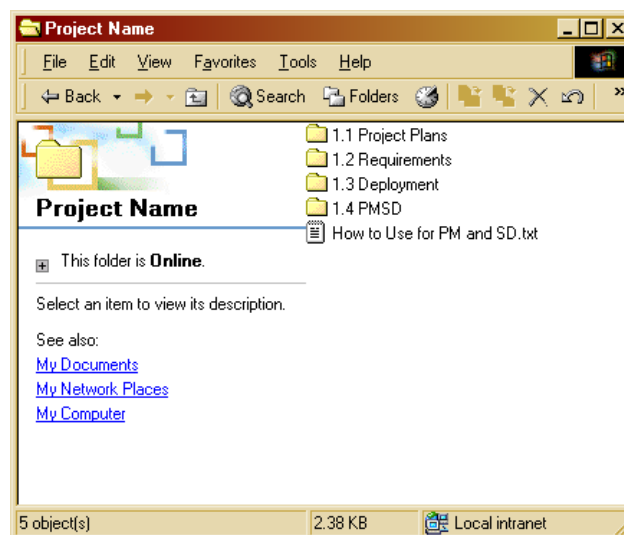 Project Name
File Edit View Favorites Tools Help
Back Search Folders »
Project Name
This folder is Online.
Select an item to view its description.
See also:
My Documents
My Network Places
My Computer
1.1 Project Plans
1.2 Requirements
1.3 Deployment
1.4 PMSD
How to Use for PM and SD.txt
5 object(s) 2.38 KB Local intranet